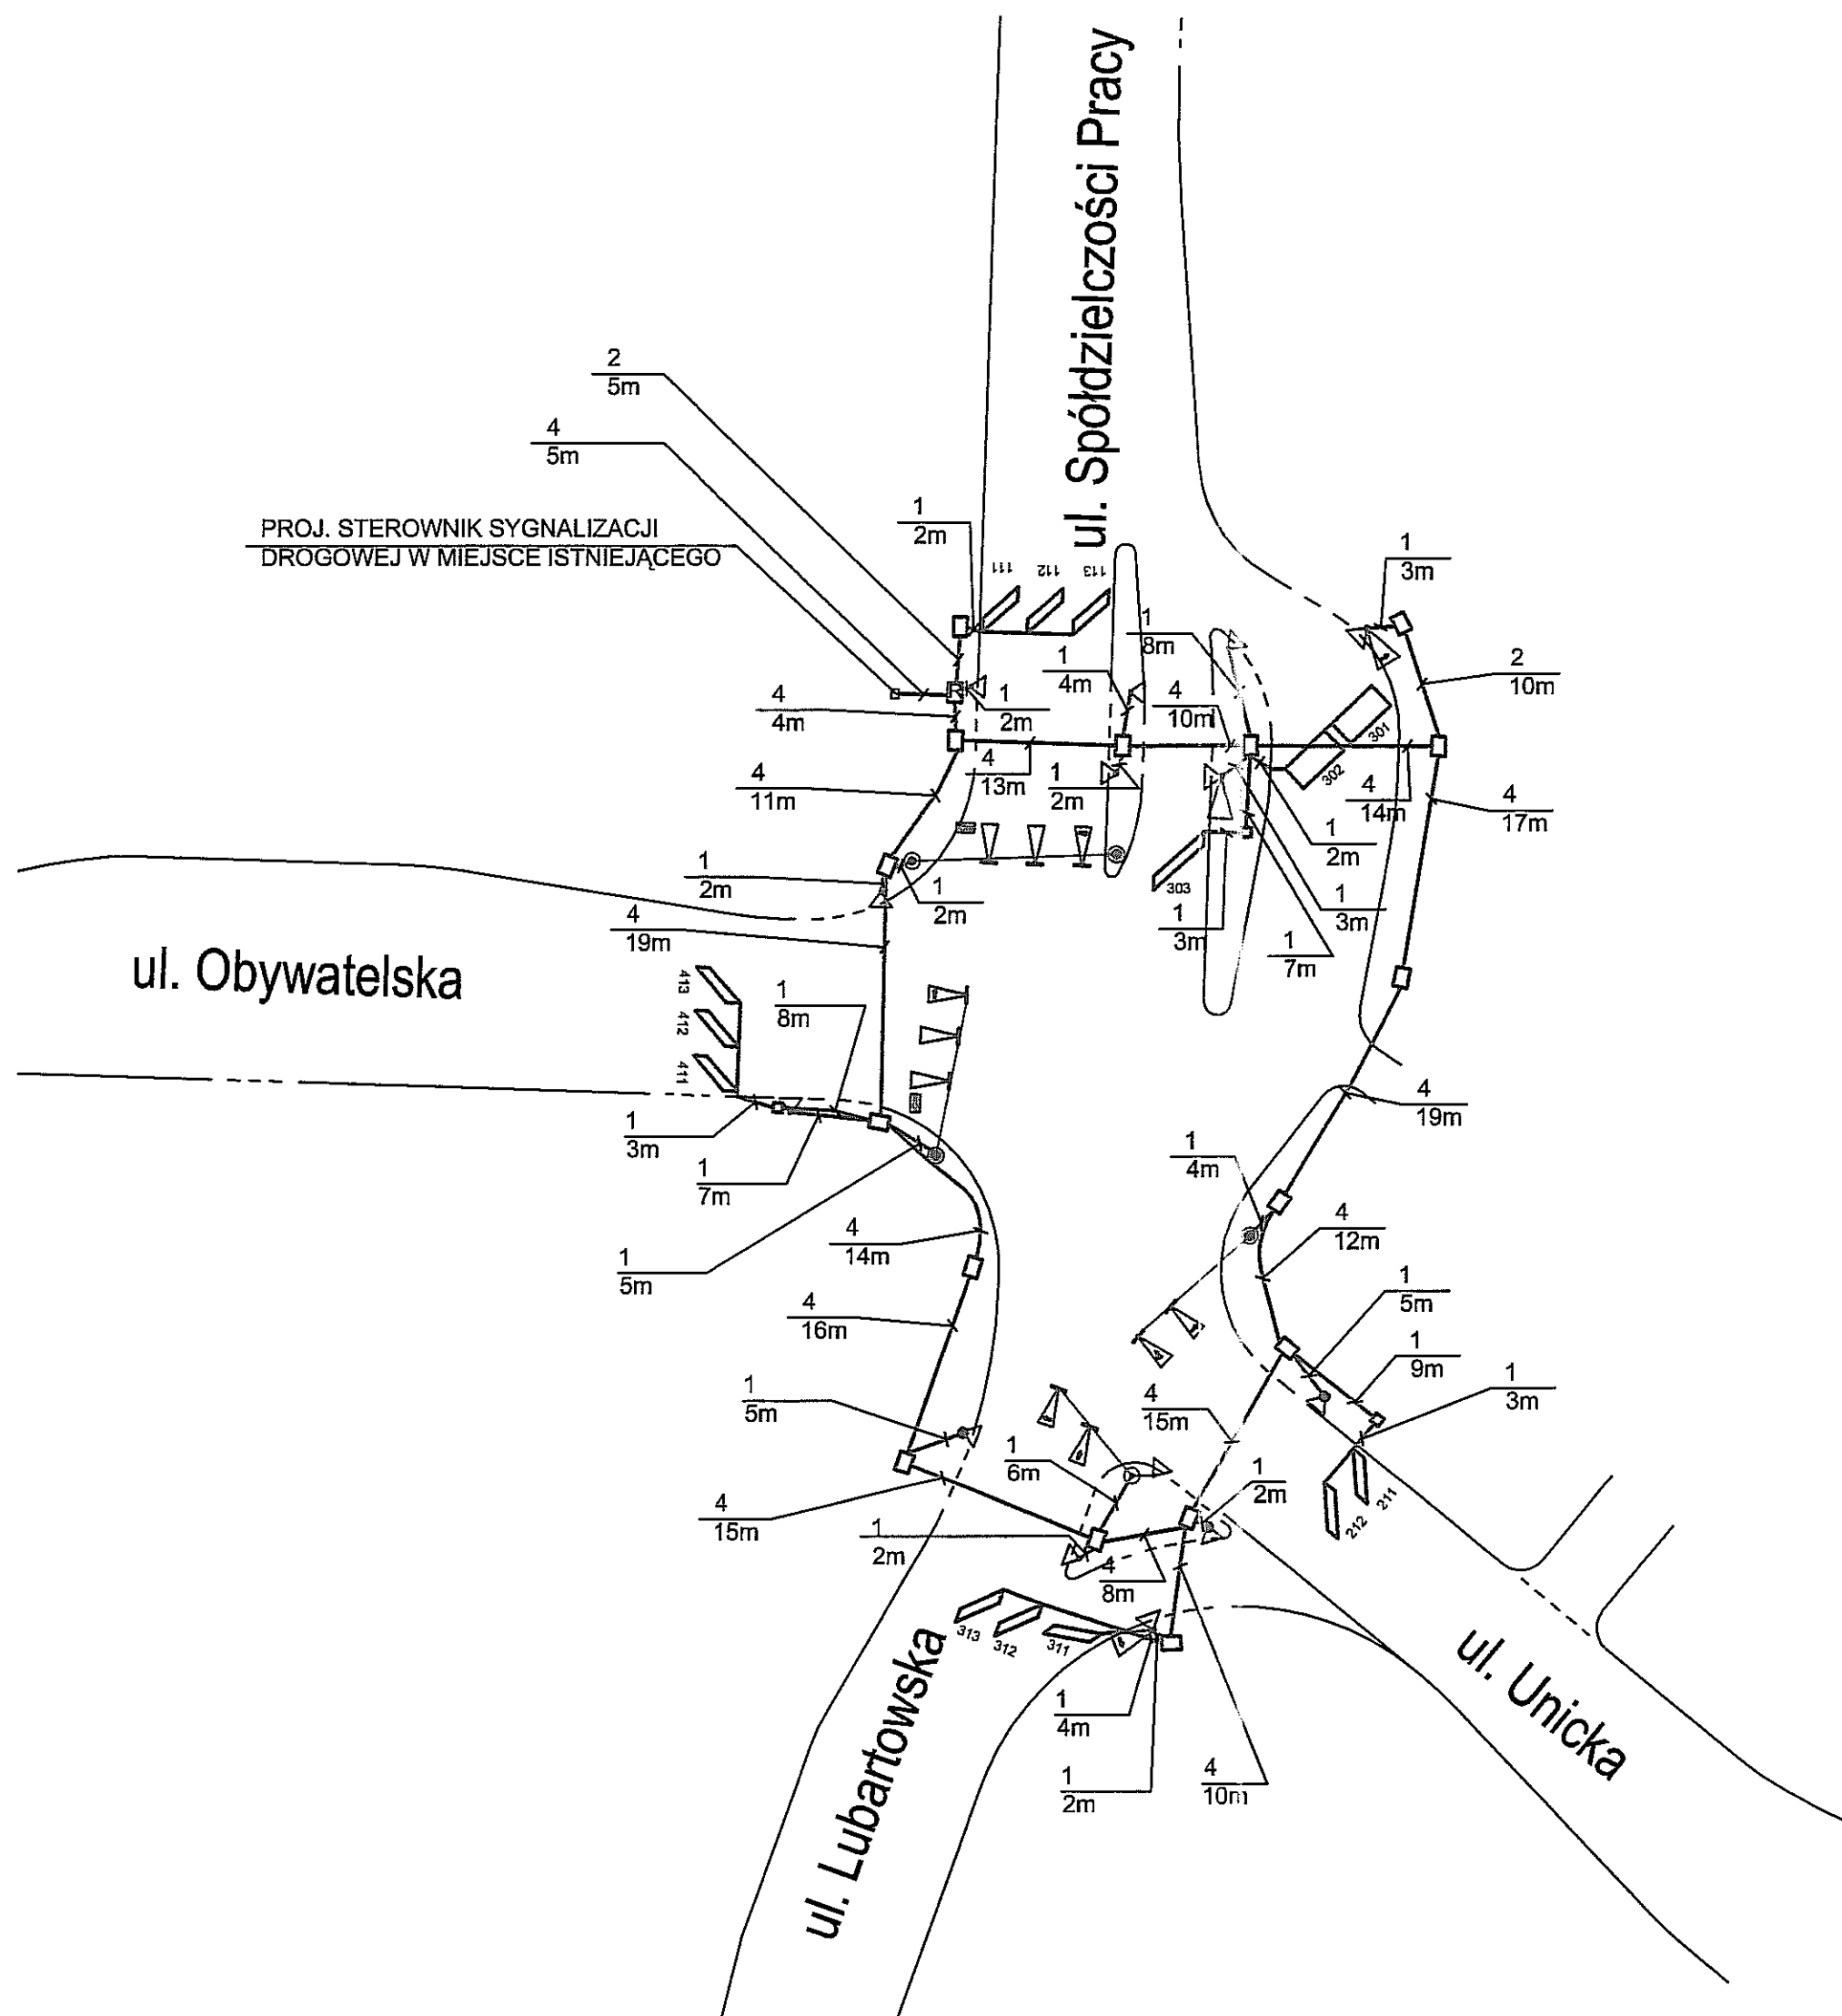 ul. Spółdzielczości Pracy
2
5m
4
5m
PROJ. STEROWNIK SYGNALIZACJI
DROGOWEJ W MIEJSCE ISTNIEJĄCEGO
1
2m
111
112
113
1
3m
1
8m
1
4m
2
10m
R
4
4m
1
2m
4
10m
301
302
4
13m
1
2m
4
11m
4
14m
4
17m
1
2m
1
2m
1
2m
303
1
3m
1
3m
4
19m
1
7m
ul. Obywatelska
413
412
411
1
8m
4
19m
1
3m
1
4m
1
7m
4
14m
4
12m
1
5m
1
5m
4
16m
1
9m
1
5m
4
15m
1
3m
1
6m
1
2m
4
15m
211
212
1
2m
4
8m
313
312
311
ul. Lubartowska
ul. Unicka
1
4m
1
2m
4
10m